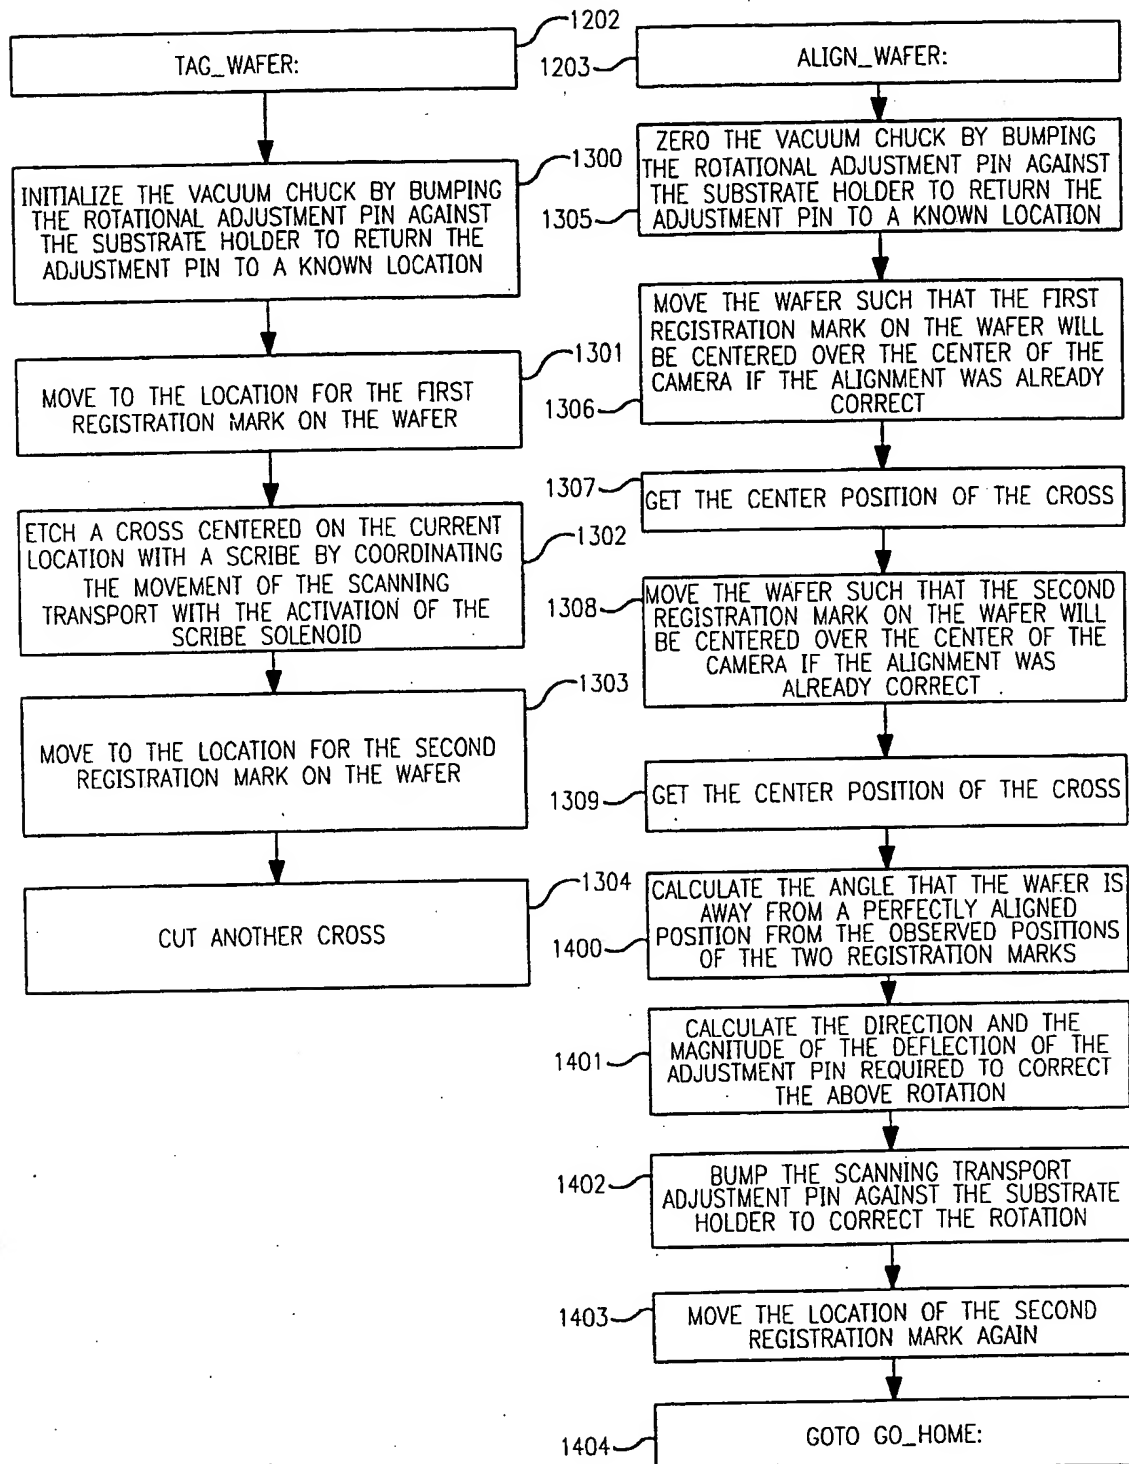 1202
TAG_WAFER:
1300
INITIALIZE THE VACUUM CHUCK BY BUMPING
THE ROTATIONAL ADJUSTMENT PIN AGAINST
THE SUBSTRATE HOLDER TO RETURN THE
ADJUSTMENT PIN TO A KNOWN LOCATION
1301
MOVE TO THE LOCATION FOR THE FIRST
REGISTRATION MARK ON THE WAFER
1302
ETCH A CROSS CENTERED ON THE CURRENT
LOCATION WITH A SCRIBE BY COORDINATING
THE MOVEMENT OF THE SCANNING
TRANSPORT WITH THE ACTIVATION OF THE
SCRIBE SOLENOID
1303
MOVE TO THE LOCATION FOR THE SECOND
REGISTRATION MARK ON THE WAFER
1304
CUT ANOTHER CROSS
1203
ALIGN_WAFER:
ZERO THE VACUUM CHUCK BY BUMPING
THE ROTATIONAL ADJUSTMENT PIN AGAINST
THE SUBSTRATE HOLDER TO RETURN THE
ADJUSTMENT PIN TO A KNOWN LOCATION
1305
MOVE THE WAFER SUCH THAT THE FIRST
REGISTRATION MARK ON THE WAFER WILL
BE CENTERED OVER THE CENTER OF THE
CAMERA IF THE ALIGNMENT WAS ALREADY
CORRECT
1306
1307
GET THE CENTER POSITION OF THE CROSS
1308
MOVE THE WAFER SUCH THAT THE SECOND
REGISTRATION MARK ON THE WAFER WILL
BE CENTERED OVER THE CENTER OF THE
CAMERA IF THE ALIGNMENT WAS
ALREADY CORRECT
1309
GET THE CENTER POSITION OF THE CROSS
CALCULATE THE ANGLE THAT THE WAFER IS
AWAY FROM A PERFECTLY ALIGNED
POSITION FROM THE OBSERVED POSITIONS
OF THE TWO REGISTRATION MARKS
1400
CALCULATE THE DIRECTION AND THE
MAGNITUDE OF THE DEFLECTION OF THE
ADJUSTMENT PIN REQUIRED TO CORRECT
THE ABOVE ROTATION
1401
BUMP THE SCANNING TRANSPORT
ADJUSTMENT PIN AGAINST THE SUBSTRATE
HOLDER TO CORRECT THE ROTATION
1402
MOVE THE LOCATION OF THE SECOND
REGISTRATION MARK AGAIN
1403
GOTO GO_HOME:
1404